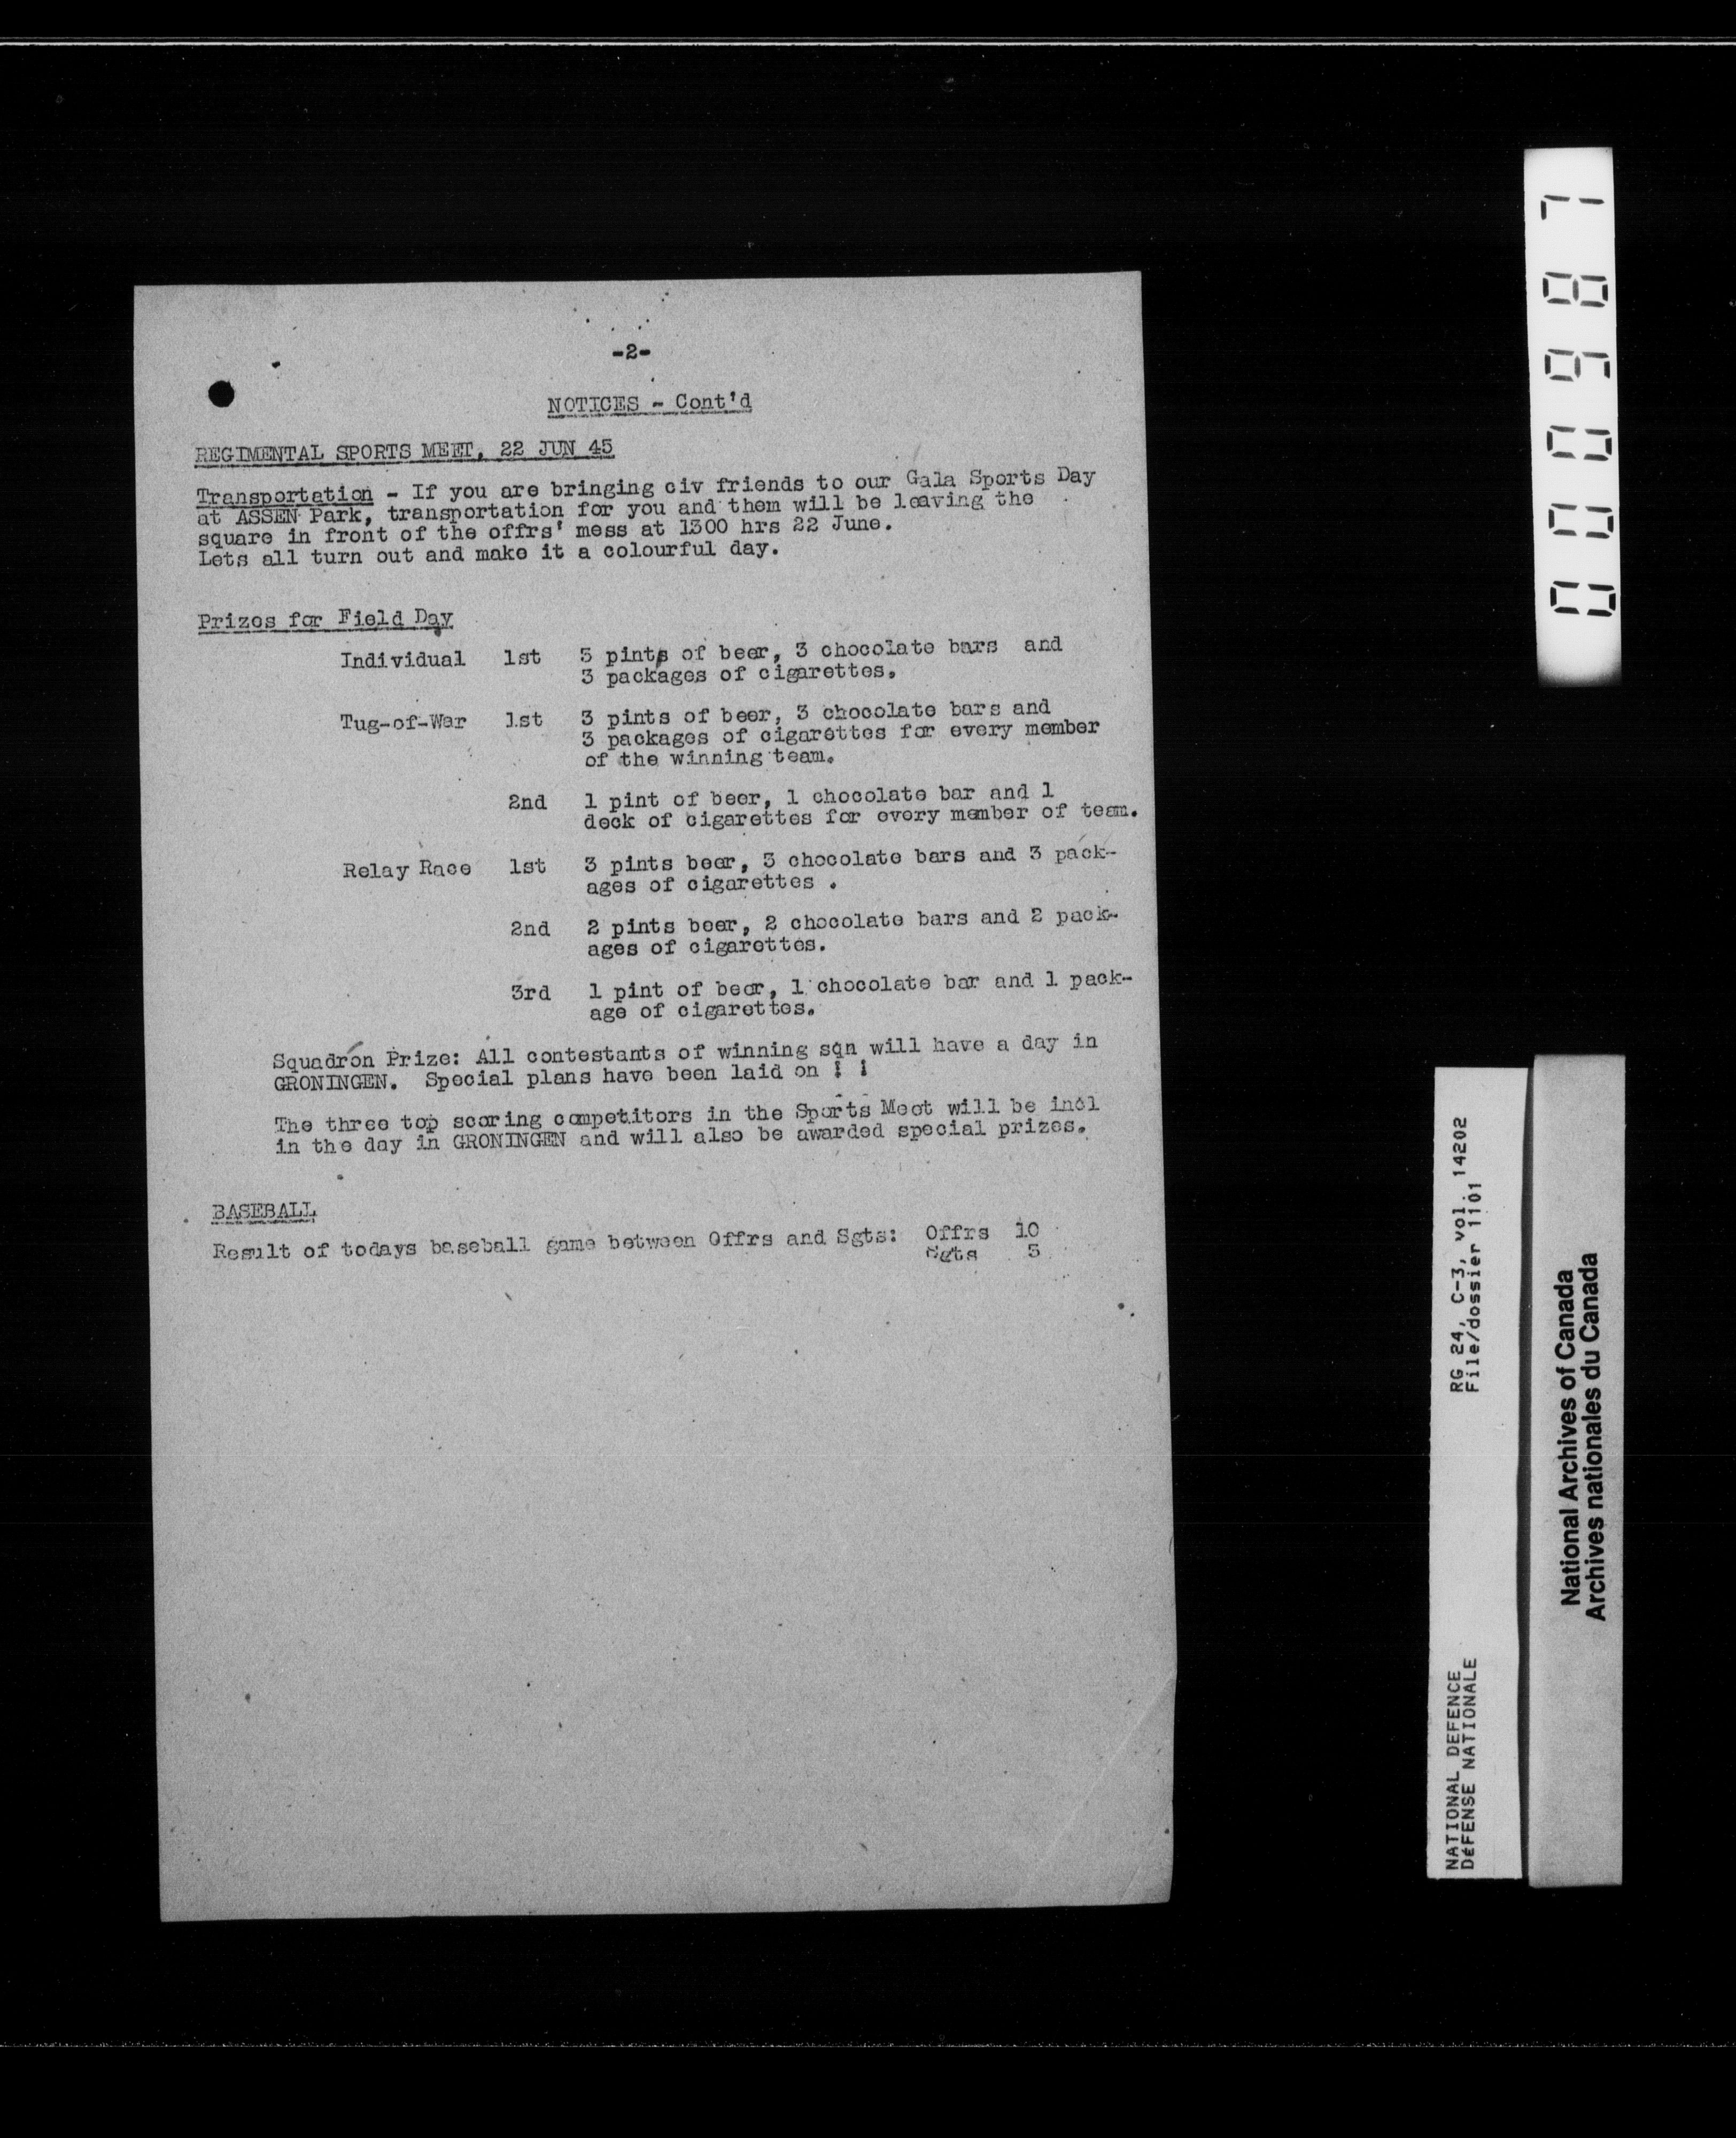 -2-
NOTICES - Cont'd
REGIMENTAL SPORTS MEET, 22 JUN 45
Transportation - If you are bringing civ friends to our Gala Sports Day
at ASSEN Park, transportation for you and them will be leaving the
square in front of the offrs' mess at 1300 hrs 22 June.
Lets all turn out and make it a colourful day.
Prizes for Field Day
Individual 1st 3 pints of beer, 3 chocolate bars and
3 packages of cigarettes.
Tug-of-War 1st 3 pints of beer, 3 chocolate bars and
3 packages of cigarettes for every member
of the winning team.
2nd 1 pint of beer, 1 chocolate bar and 1
deck of cigarettes for every member of team.
Relay Race 1st 3 pints beer, 3 chocolate bars and 3 pack-
ages of cigarettes .
2nd 2 pints beer, 2 chocolate bars and 2 pack-
ages of cigarettes.
3rd 1 pint of beer, 1 chocolate bar and 1 pack-
age of cigarettes.
Squadron Prize: All contestants of winning sqn will have a day in
GRONINGEN. Special plans have been laid on ! !
The three top scoring competitors in the Sports Meet will be incl
in the day in GRONINGEN and will also be awarded special prizes.
BASEBALL
Result of todays baseball game between Offrs and Sgts: Offrs 10
Sgts 5
000987
NATIONAL DEFENCE RG 24, C-3, vol. 14202
DéFENSE NATIONALE File/dossier 1101
National Archives of Canada
Archives nationales du Canada